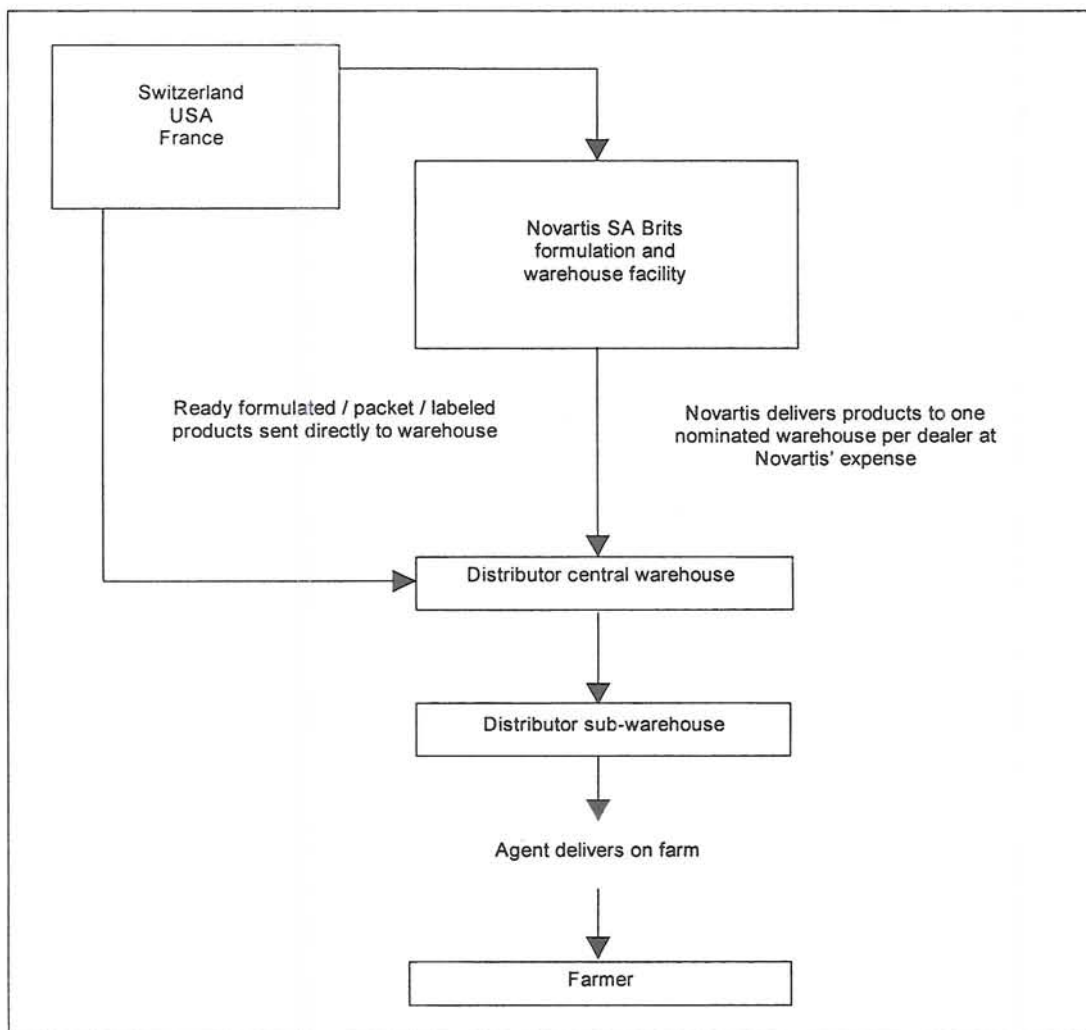 Switzerland
USA
France
Novartis SA Brits
formulation and
warehouse facility
Ready formulated / packet / labeled
products sent directly to warehouse
Novartis delivers products to one
nominated warehouse per dealer at
Novartis' expense
Distributor central warehouse
Distributor sub-warehouse
Agent delivers on farm
Farmer